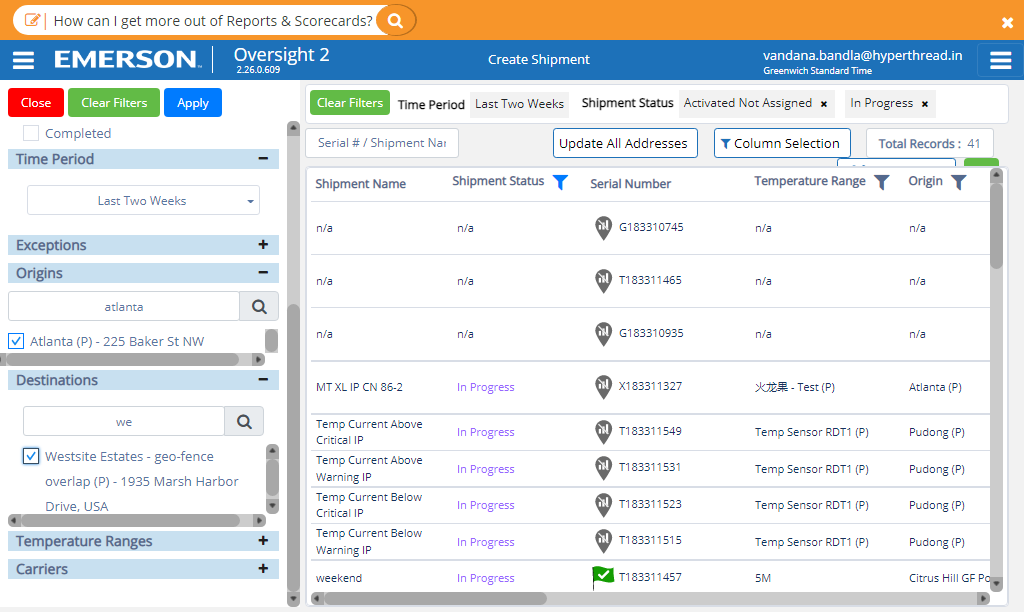 How can I get more out of Reports & Scorecards?
EMERSON
Oversight 2
2.26.0.609
Create Shipment
vandana.bandla@hyperthread.in
Greenwich Standard Time
Close
Clear Filters
Apply
Completed
Time Period
Last Two Weeks
Exceptions
Origins
atlanta
Atlanta (P) - 225 Baker St NW
Destinations
we
Westsite Estates - geo-fence
overlap (P) - 1935 Marsh Harbor
Drive, USA
Temperature Ranges
Carriers
Clear Filters Time Period Last Two Weeks Shipment Status Activated Not Assigned × In Progress ×
Serial # / Shipment Nar Update All Addresses Column Selection Total Records : 41
Shipment Name Shipment Status Serial Number Temperature Range Origin
n/a n/a G183310745 n/a n/a
n/a n/a T183311465 n/a n/a
n/a n/a G183310935 n/a n/a
MT XL IP CN 86-2 In Progress X183311327 火龙果 - Test (P) Atlanta (P)
Temp Current Above
Critical IP In Progress T183311549 Temp Sensor RDT1 (P) Pudong (P)
Temp Current Above
Warning IP In Progress T183311531 Temp Sensor RDT1 (P) Pudong (P)
Temp Current Below
Critical IP In Progress T183311523 Temp Sensor RDT1 (P) Pudong (P)
Temp Current Below
Warning IP In Progress T183311515 Temp Sensor RDT1 (P) Pudong (P)
weekend In Progress T183311457 5M Citrus Hill GF Po